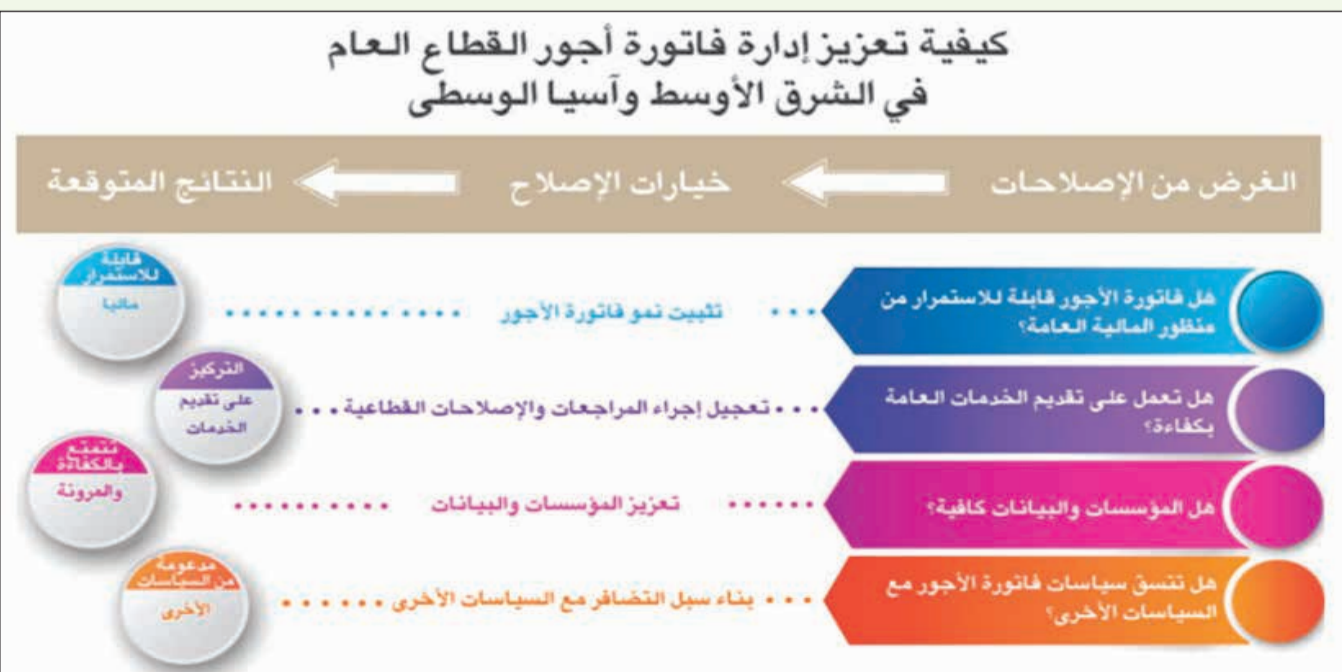 كيفية تعزيز إدارة فاتورة أجور القطاع العام
في الشرق الأوسط وآسيا الوسطى
الغرض من الإصلاحات
خيارات الإصلاح
النتائج المتوقعة
هل فاتورة الأجور قابلة للاستمرار من
منظور المالية العامة؟
تثبيت نمو فاتورة الأجور
قابلة
للاستمرار
ماليا
هل تعمل على تقديم الخدمات العامة
بكفاءة؟
تعجيل إجراء المراجعات والإصلاحات القطاعية
التركيز
على تقديم
الخدمات
هل المؤسسات والبيانات كافية؟
تعزيز المؤسسات والبيانات
تتمتع
بالكفاءة
والمرونة
هل تتسق سياسات فاتورة الأجور مع
السياسات الأخرى؟
بناء سبل التضافر مع السياسات الأخرى
مدعومة
من السياسات
الأخرى